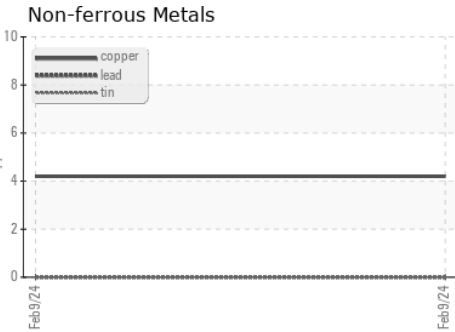 Non-ferrous Metals
10
8
6
4
2
0
copper
lead
tin
Feb9/24
Feb9/24